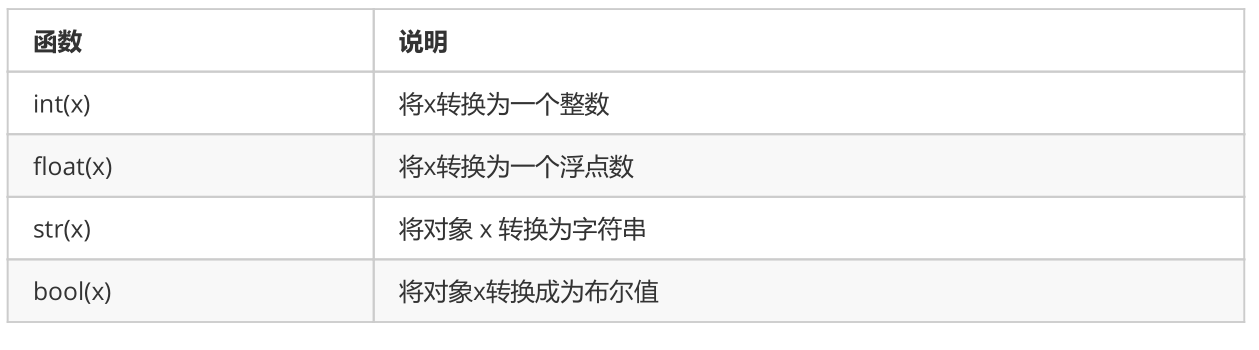 函数 说明
int(x) 将x转换为一个整数
float(x) 将x转换为一个浮点数
str(x) 将对象 x 转换为字符串
bool(x) 将对象x转换成为布尔值